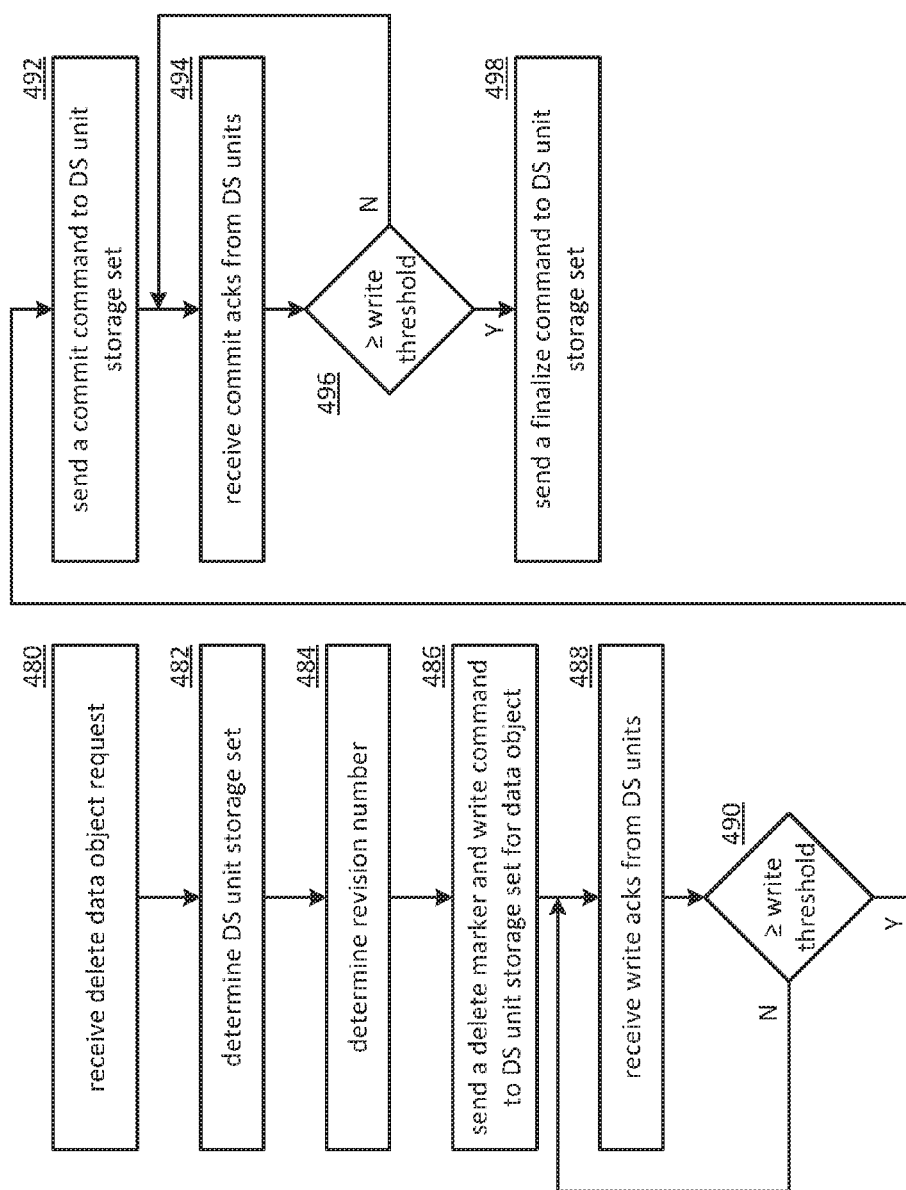 480
receive delete data object request
482
determine DS unit storage set
484
determine revision number
486
send a delete marker and write command
to DS unit storage set for data object
488
receive write acks from DS units
490
≥ write
threshold
N
Y
492
send a commit command to DS unit
storage set
494
receive commit acks from DS units
496
≥ write
threshold
N
Y
498
send a finalize command to DS unit
storage set